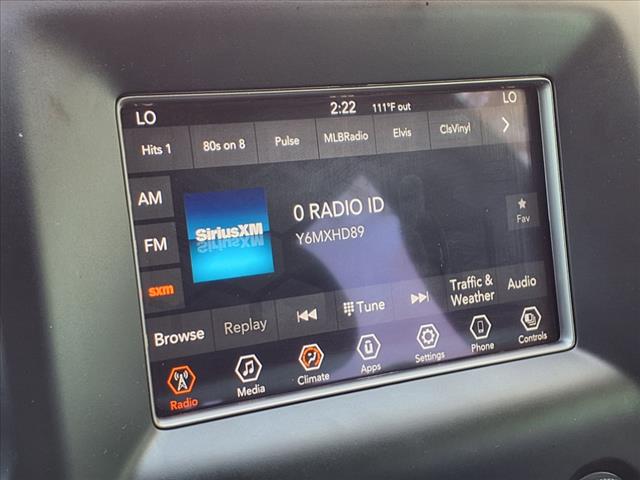 LO 2:22 111°F out LO
Hits 1 80s on 8 Pulse MLBRadio Elvis ClsVinyl
AM
FM
sxm
SiriusXM
0 RADIO ID
Y6MXHD89
Fav
Browse Replay Tune Traffic & Weather Audio
Radio Media Climate Apps Settings Phone Controls